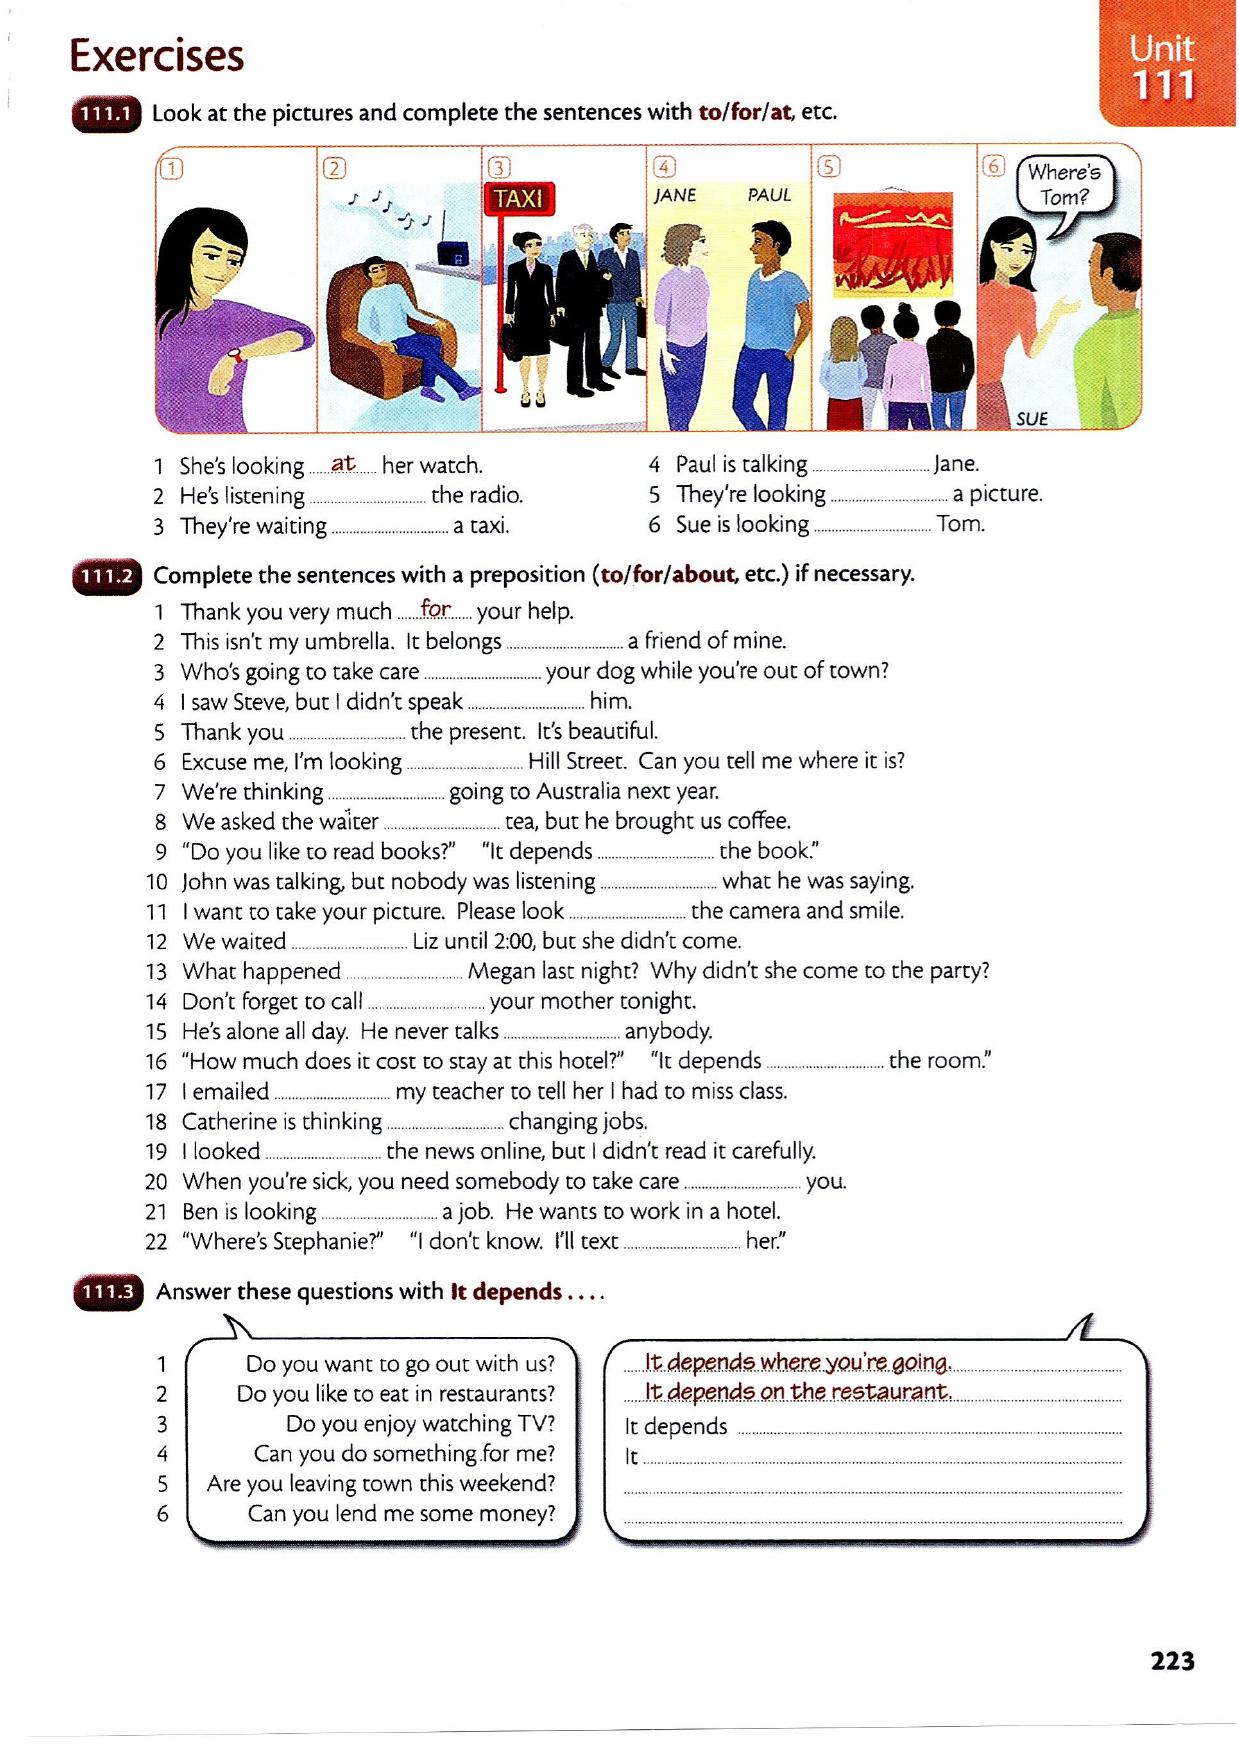 Exercises
Unit
111
111.1 Look at the pictures and complete the sentences with to/for/at, etc.
1
2
3
TAXI
4
JANE PAUL
5
6
Where's
Tom?
SUE
1 She's looking .....at..... her watch.
2 He's listening .............................. the radio.
3 They're waiting .............................. a taxi.
4 Paul is talking .............................. Jane.
5 They're looking .............................. a picture.
6 Sue is looking .............................. Tom.
111.2 Complete the sentences with a preposition (to/for/about, etc.) if necessary.
1 Thank you very much .....for..... your help.
2 This isn't my umbrella. It belongs .............................. a friend of mine.
3 Who's going to take care .............................. your dog while you're out of town?
4 I saw Steve, but I didn't speak .............................. him.
5 Thank you .............................. the present. It's beautiful.
6 Excuse me, I'm looking .............................. Hill Street. Can you tell me where it is?
7 We're thinking .............................. going to Australia next year.
8 We asked the waiter .............................. tea, but he brought us coffee.
9 "Do you like to read books?" "It depends .............................. the book."
10 John was talking, but nobody was listening .............................. what he was saying.
11 I want to take your picture. Please look .............................. the camera and smile.
12 We waited .............................. Liz until 2:00, but she didn't come.
13 What happened .............................. Megan last night? Why didn't she come to the party?
14 Don't forget to call .............................. your mother tonight.
15 He's alone all day. He never talks .............................. anybody.
16 "How much does it cost to stay at this hotel?" "It depends .............................. the room."
17 I emailed .............................. my teacher to tell her I had to miss class.
18 Catherine is thinking .............................. changing jobs.
19 I looked .............................. the news online, but I didn't read it carefully.
20 When you're sick, you need somebody to take care .............................. you.
21 Ben is looking .............................. a job. He wants to work in a hotel.
22 "Where's Stephanie?" "I don't know. I'll text .............................. her."
111.3 Answer these questions with It depends . . . .
1 Do you want to go out with us?
2 Do you like to eat in restaurants?
3 Do you enjoy watching TV?
4 Can you do something for me?
5 Are you leaving town this weekend?
6 Can you lend me some money?
It depends where you're going.
It depends on the restaurant.
It depends ..............................
It ..............................
223